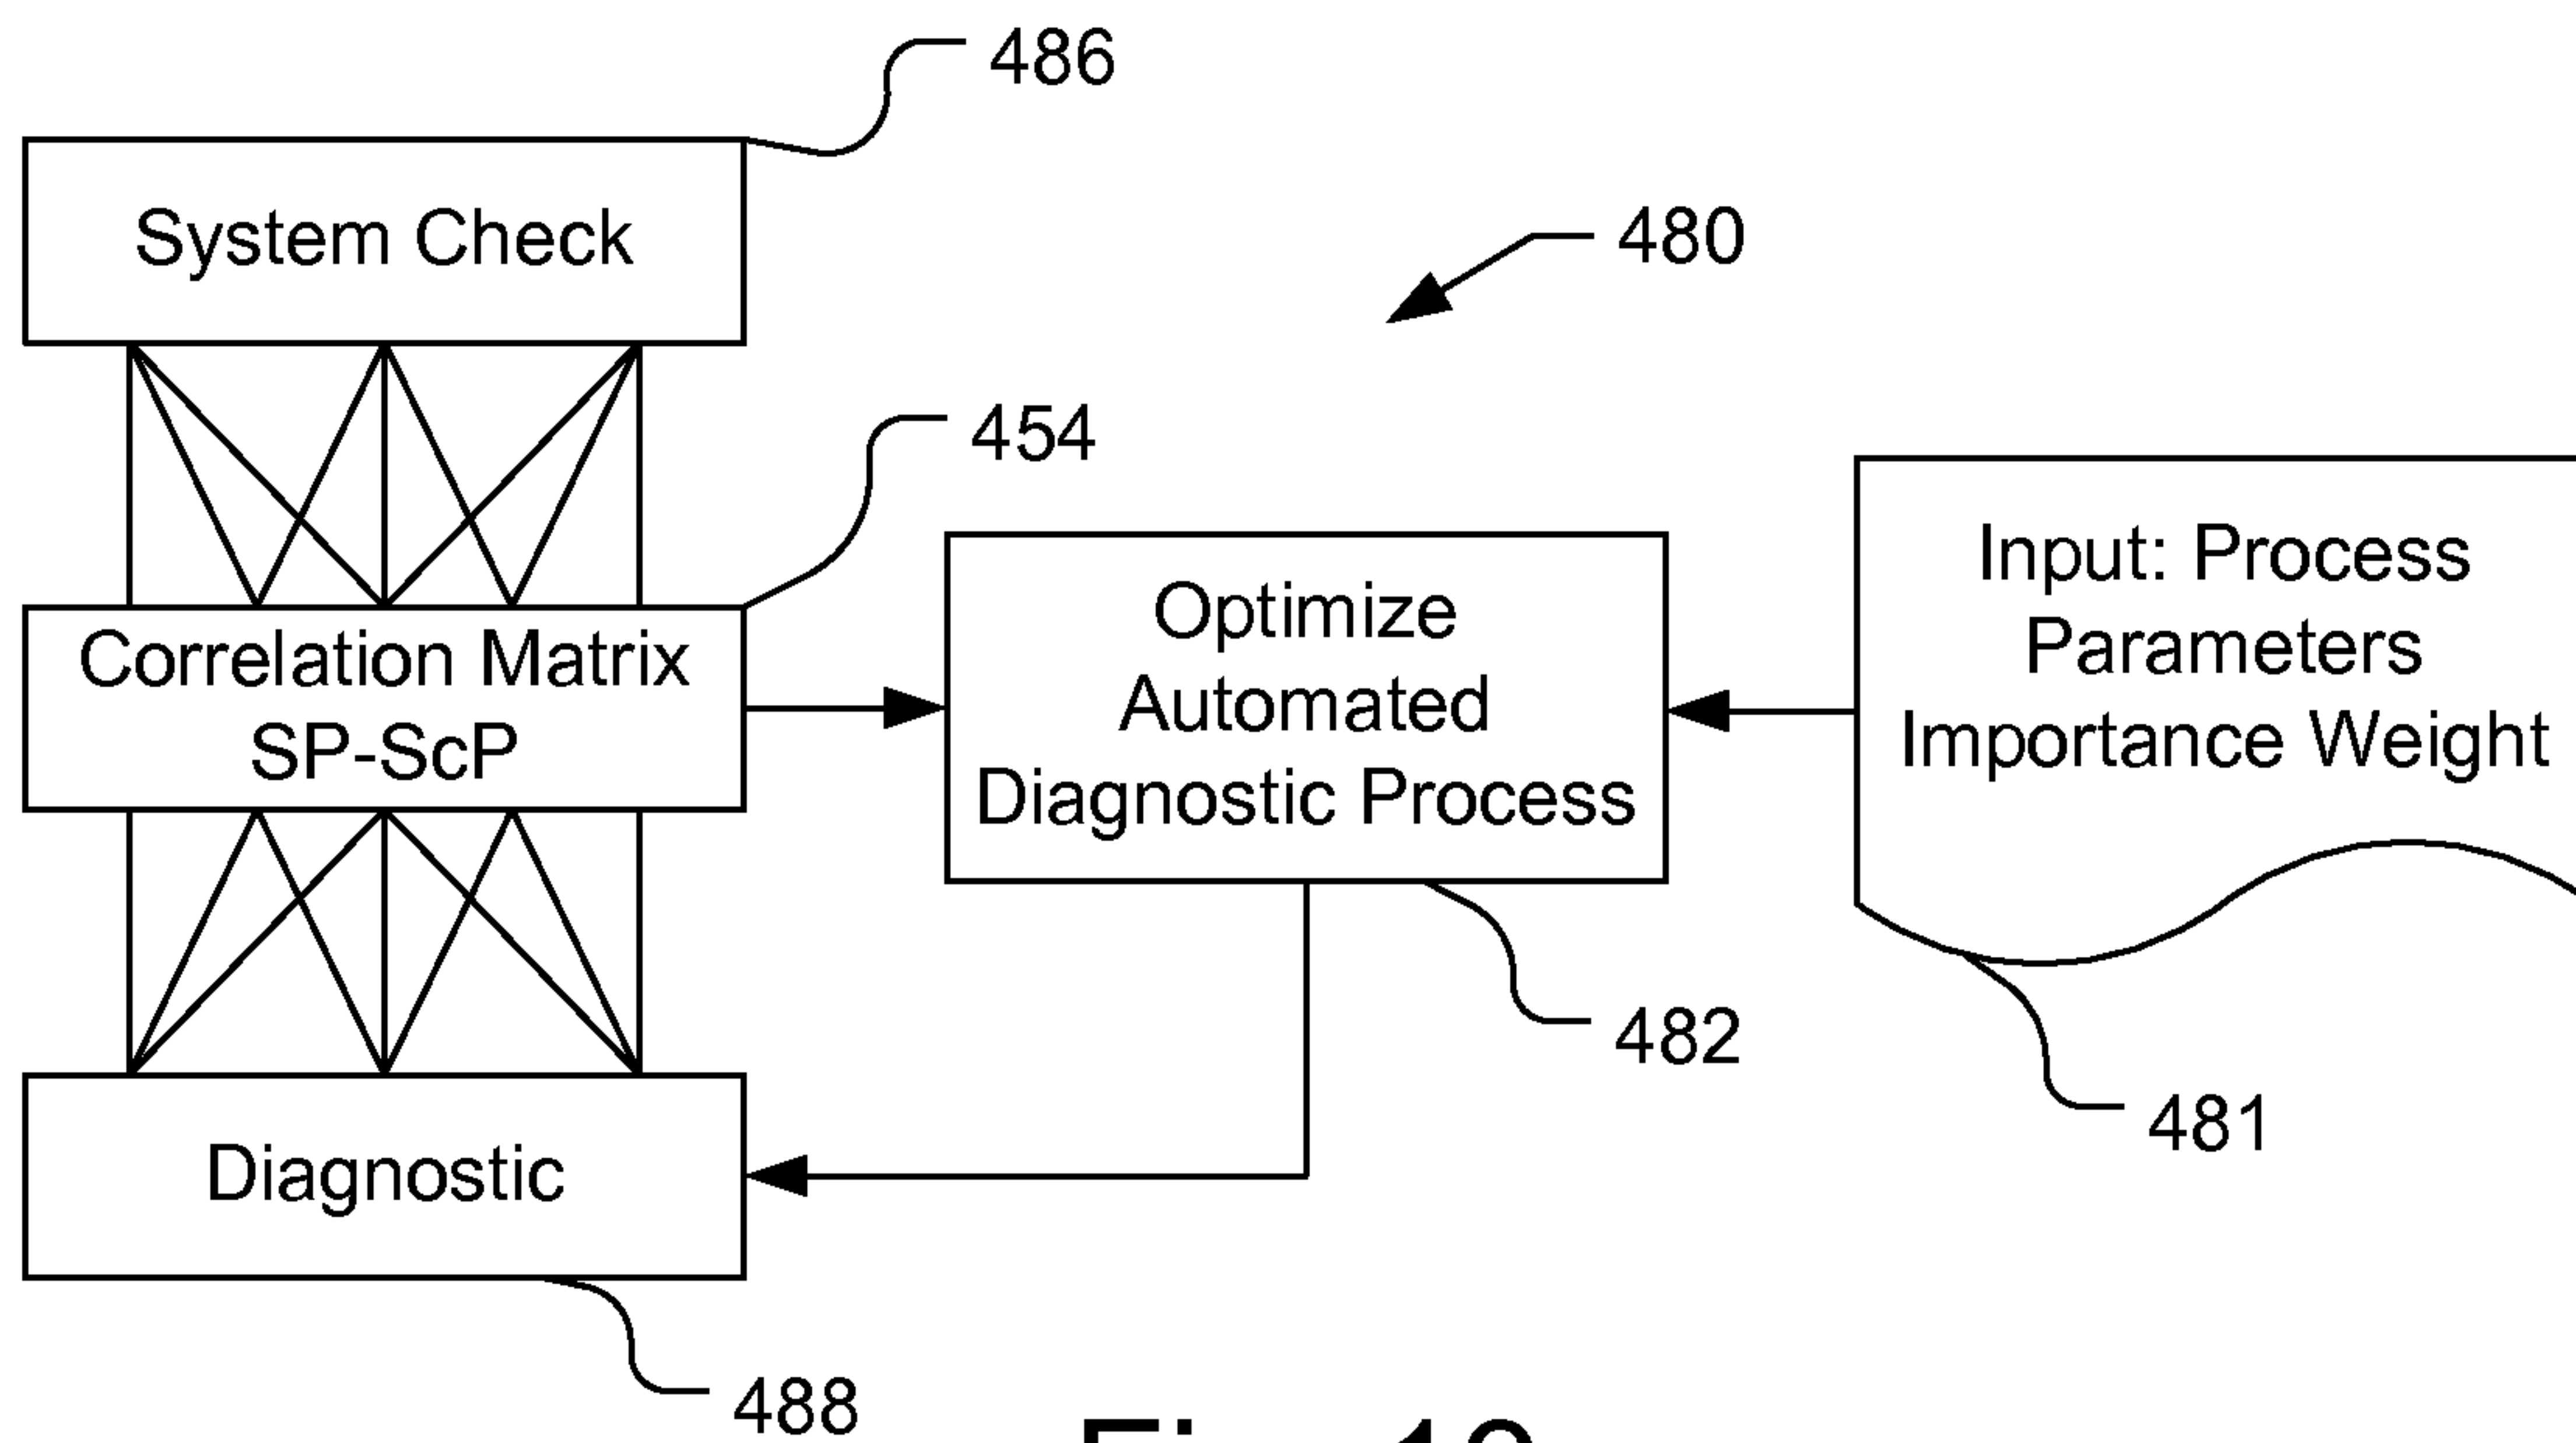 486
System Check
480
454
Correlation Matrix
SP-ScP
Optimize
Automated
Diagnostic Process
Input: Process
Parameters
Importance Weight
482
481
Diagnostic
488